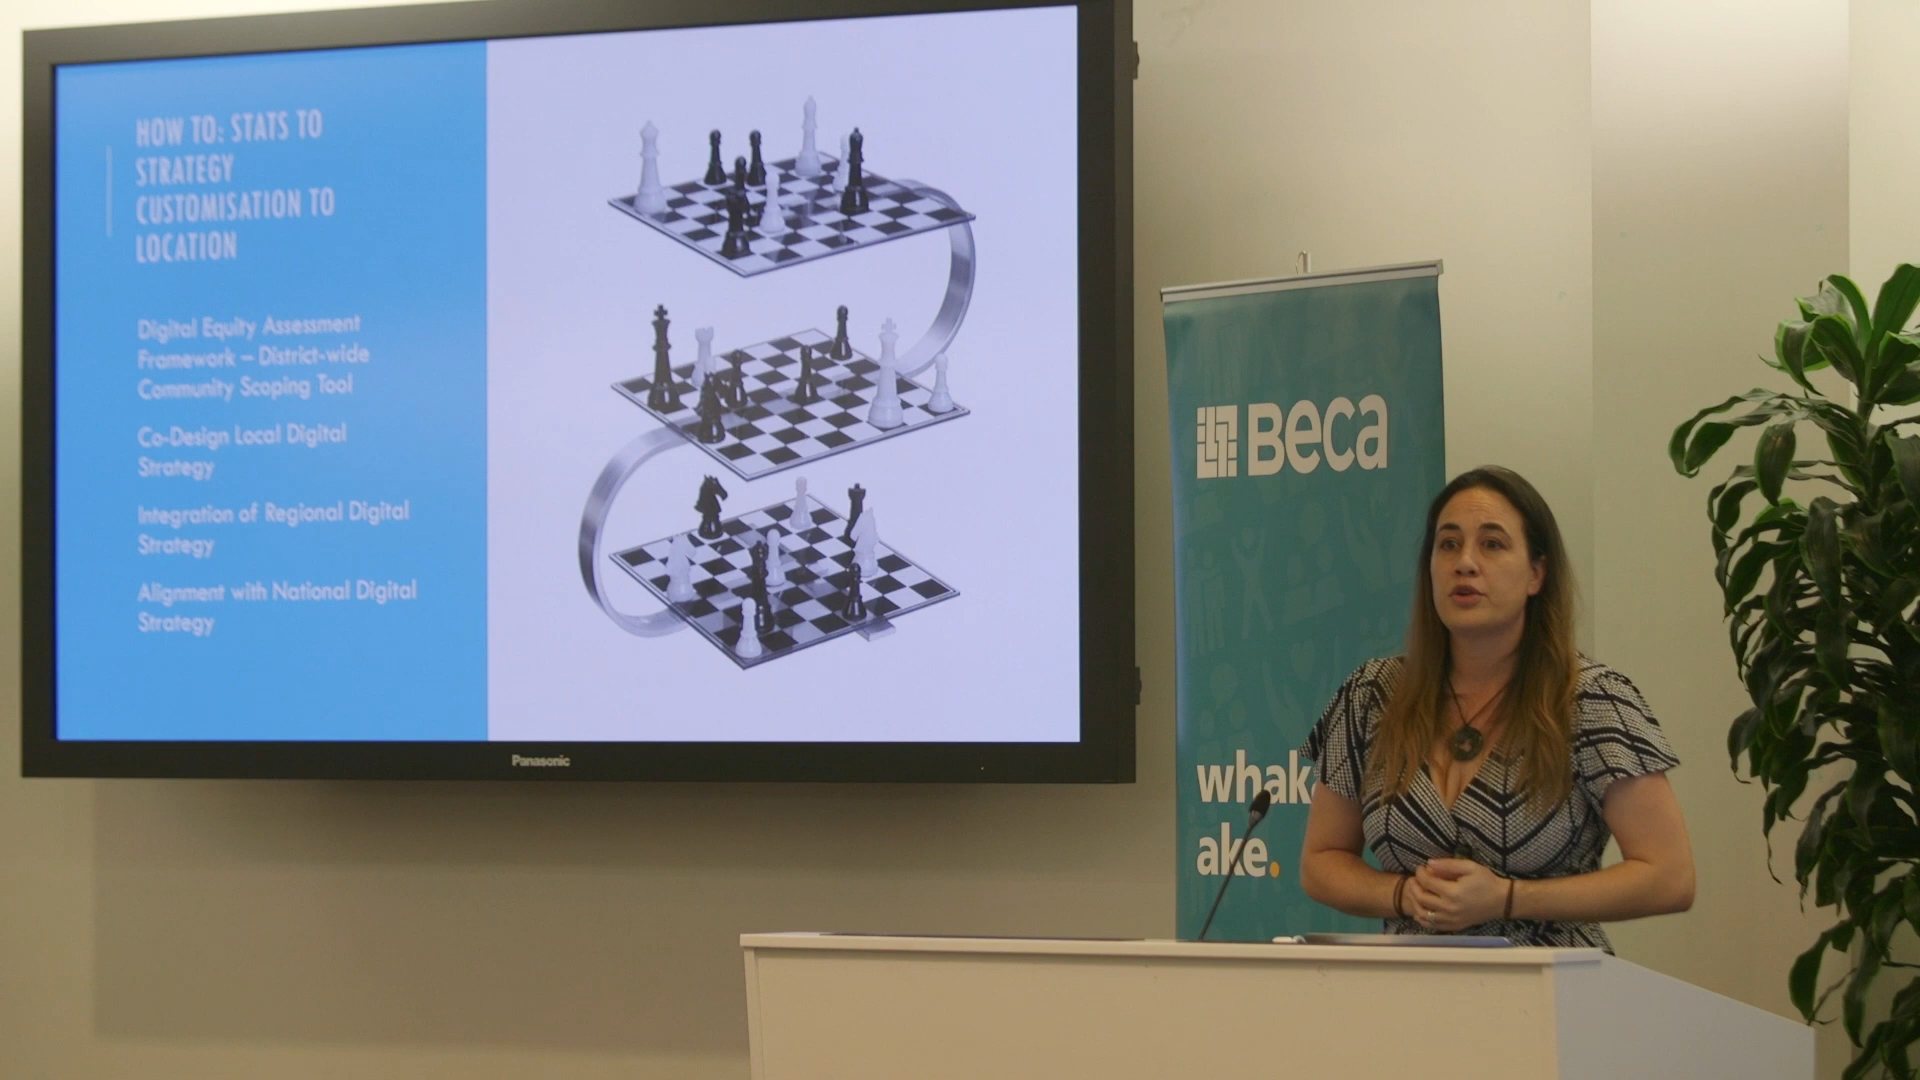 HOW TO: STATS TO
STRATEGY
CUSTOMISATION TO
LOCATION
Digital Equity Assessment
Framework – District-wide
Community Scoping Tool
Co-Design Local Digital
Strategy
Integration of Regional Digital
Strategy
Alignment with National Digital
Strategy
Panasonic
Beca
whak
ake.